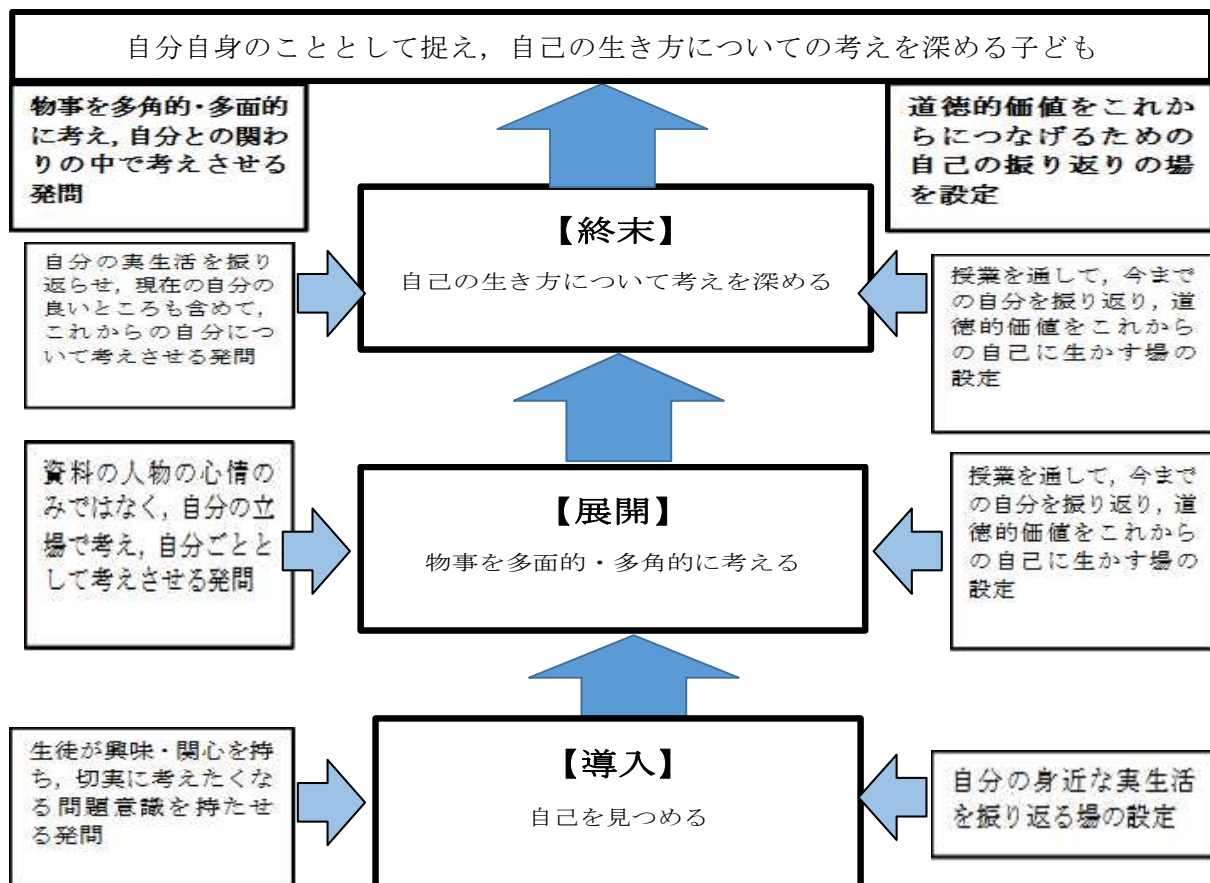 自分自身のこととして捉え，自己の生き方についての考えを深める子ども
物事を多角的・多面的
に考え，自分との関わ
りの中で考えさせる
発問
道徳的価値をこれか
らにつなげるための
自己の振り返りの場
を設定
【終末】
自己の生き方について考えを深める
自分の実生活を振り
返らせ，現在の自分の
良いところも含めて，
これからの自分につ
いて考えさせる発問
授業を通して，今まで
の自分を振り返り，道
徳的価値をこれから
の自己に生かす場の
設定
【展開】
物事を多面的・多角的に考える
資料の人物の心情の
みではなく，自分の立
場で考え，自分ごとと
して考えさせる発問
授業を通して，今まで
の自分を振り返り，道
徳的価値をこれから
の自己に生かす場の
設定
【導入】
自己を見つめる
生徒が興味・関心を持
ち，切実に考えたくな
る問題意識を持たせ
る発問
自分の身近な実生活
を振り返る場の設定